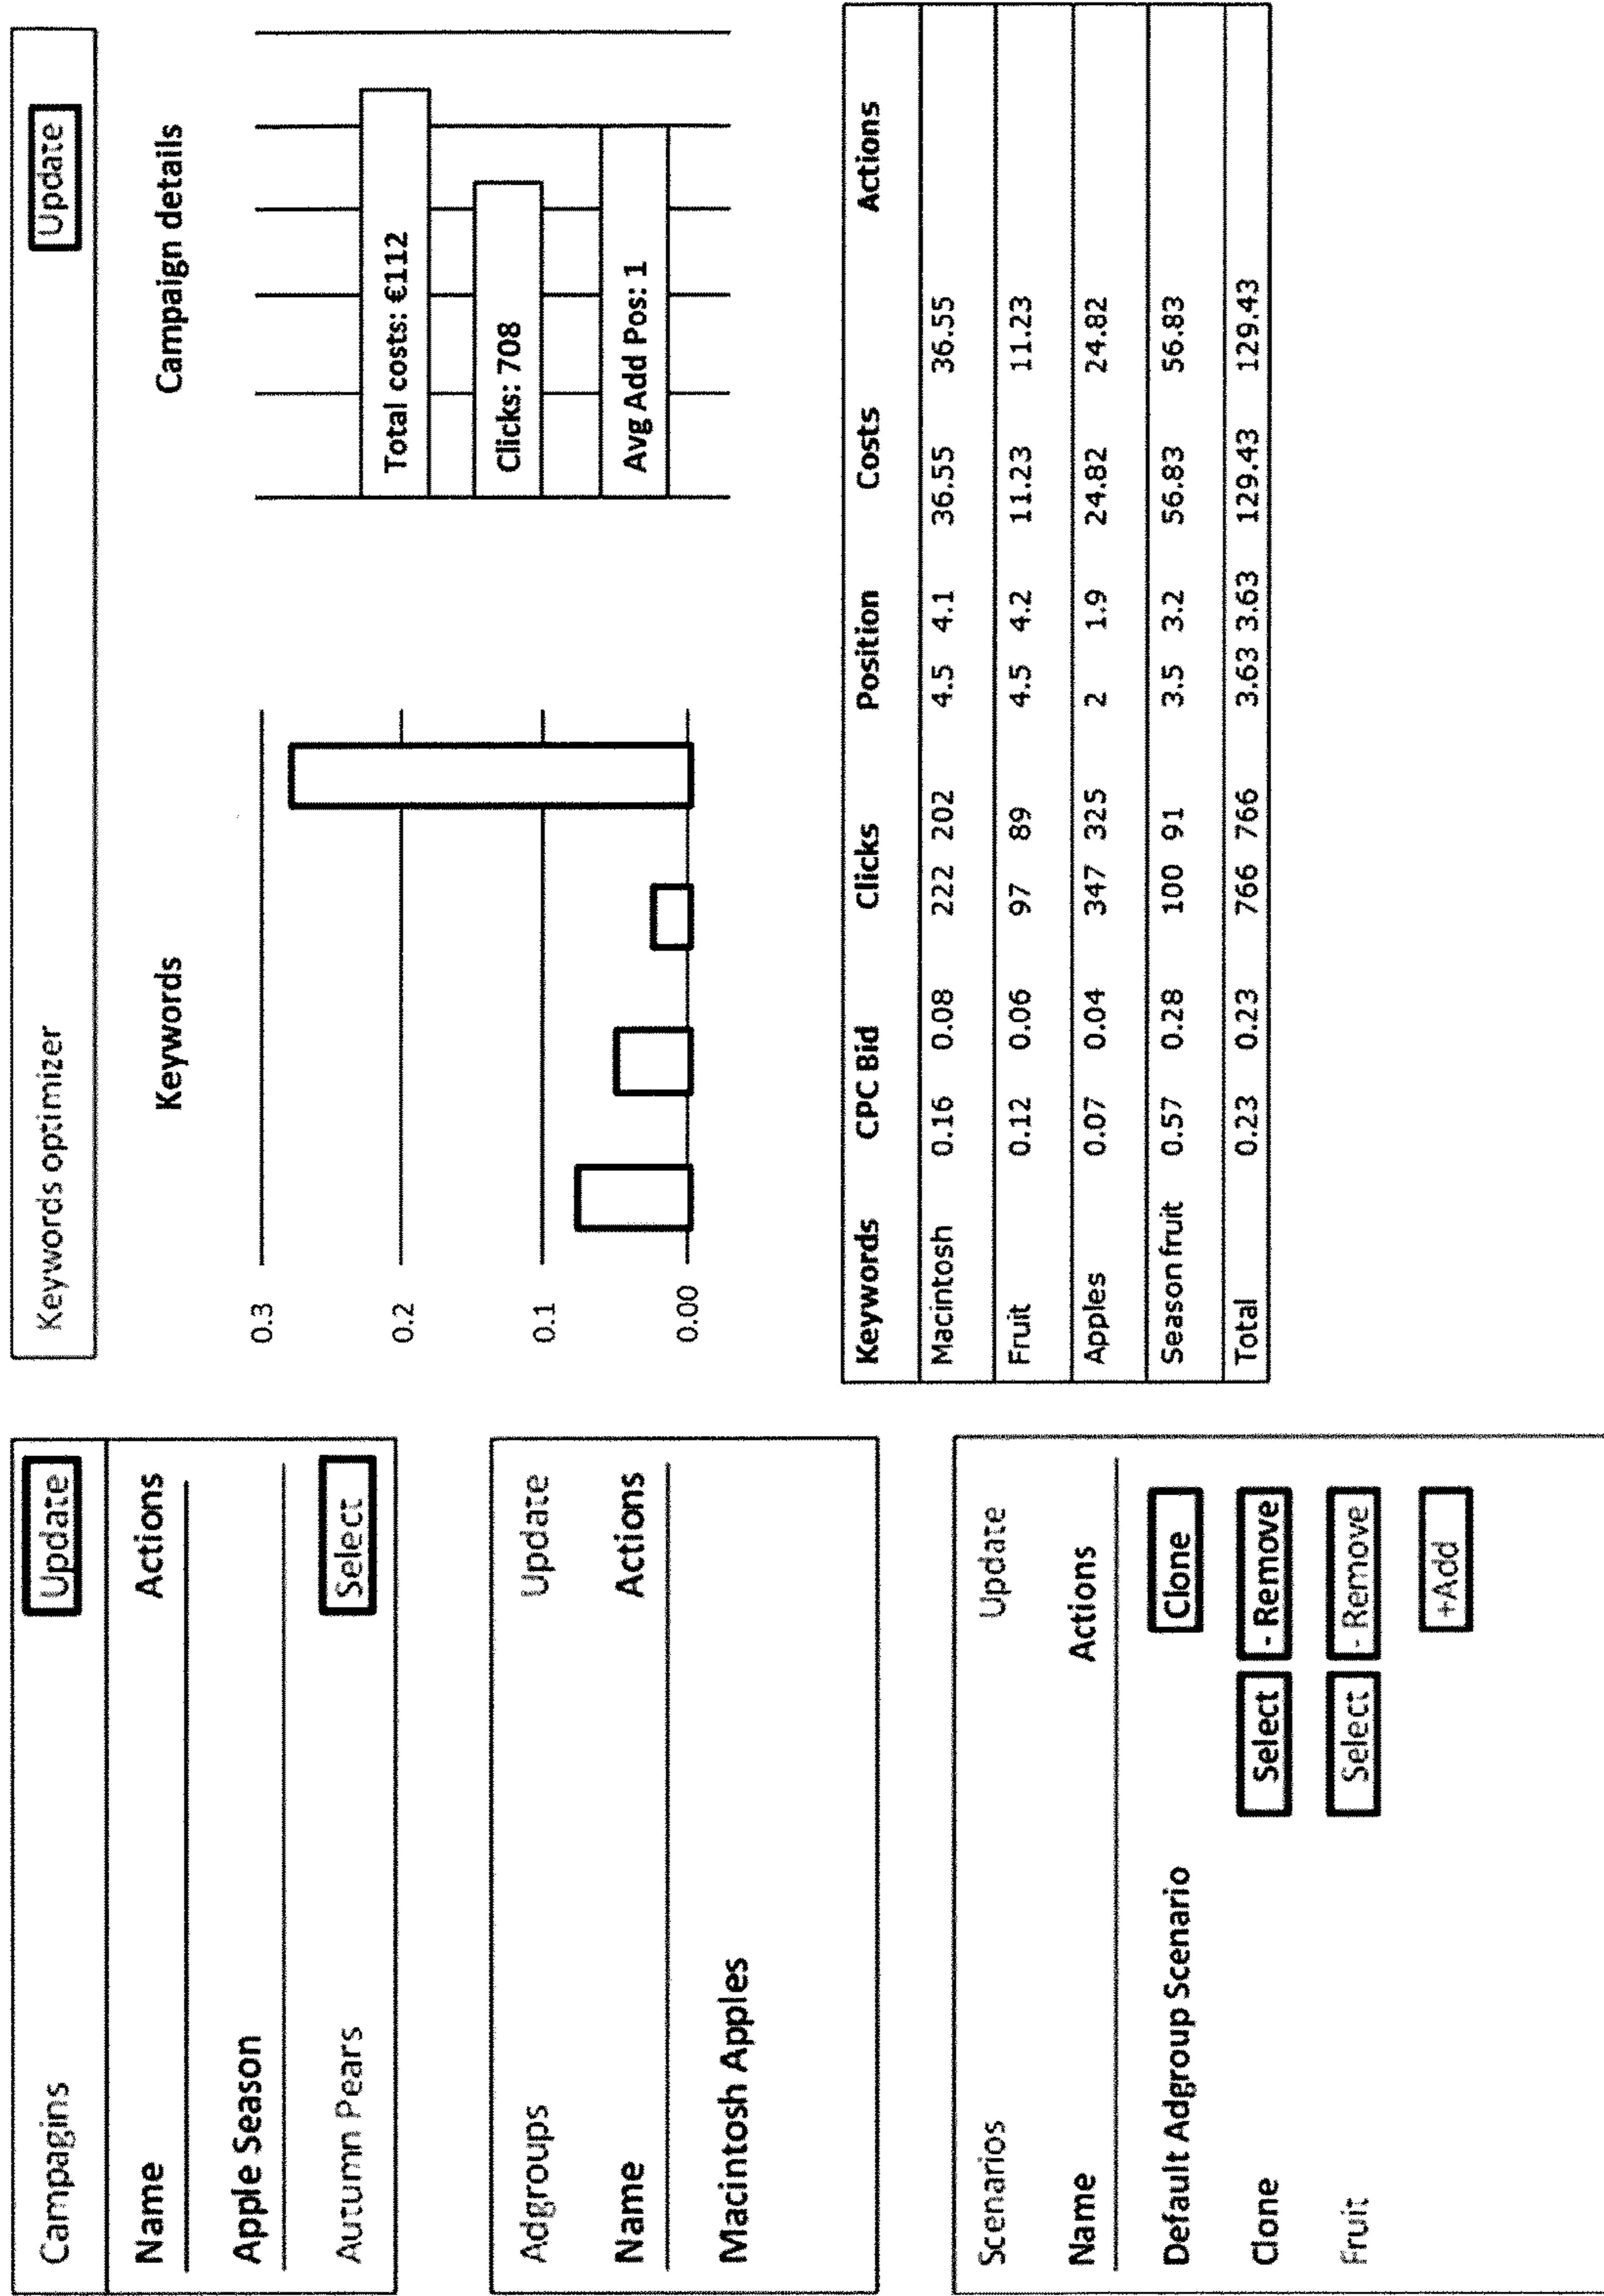 Campagins Update
Name Actions
Apple Season
Autumn Pears Select
Adgroups Update
Name Actions
Macintosh Apples
Scenarios Update
Name Actions
Default Adgroup Scenario Clone
Clone Select - Remove
Fruit Select - Remove
+Add
Keywords optimizer Update
Keywords
0.3
0.2
0.1
0.00
Campaign details
Total costs: €112
Clicks: 708
Avg Add Pos: 1
Keywords CPC Bid Clicks Position Costs Actions
Macintosh 0.16 0.08 222 202 4.5 4.1 36.55 36.55
Fruit 0.12 0.06 97 89 4.5 4.2 11.23 11.23
Apples 0.07 0.04 347 325 2 1.9 24.82 24.82
Season fruit 0.57 0.28 100 91 3.5 3.2 56.83 56.83
Total 0.23 0.23 766 766 3.63 3.63 129.43 129.43